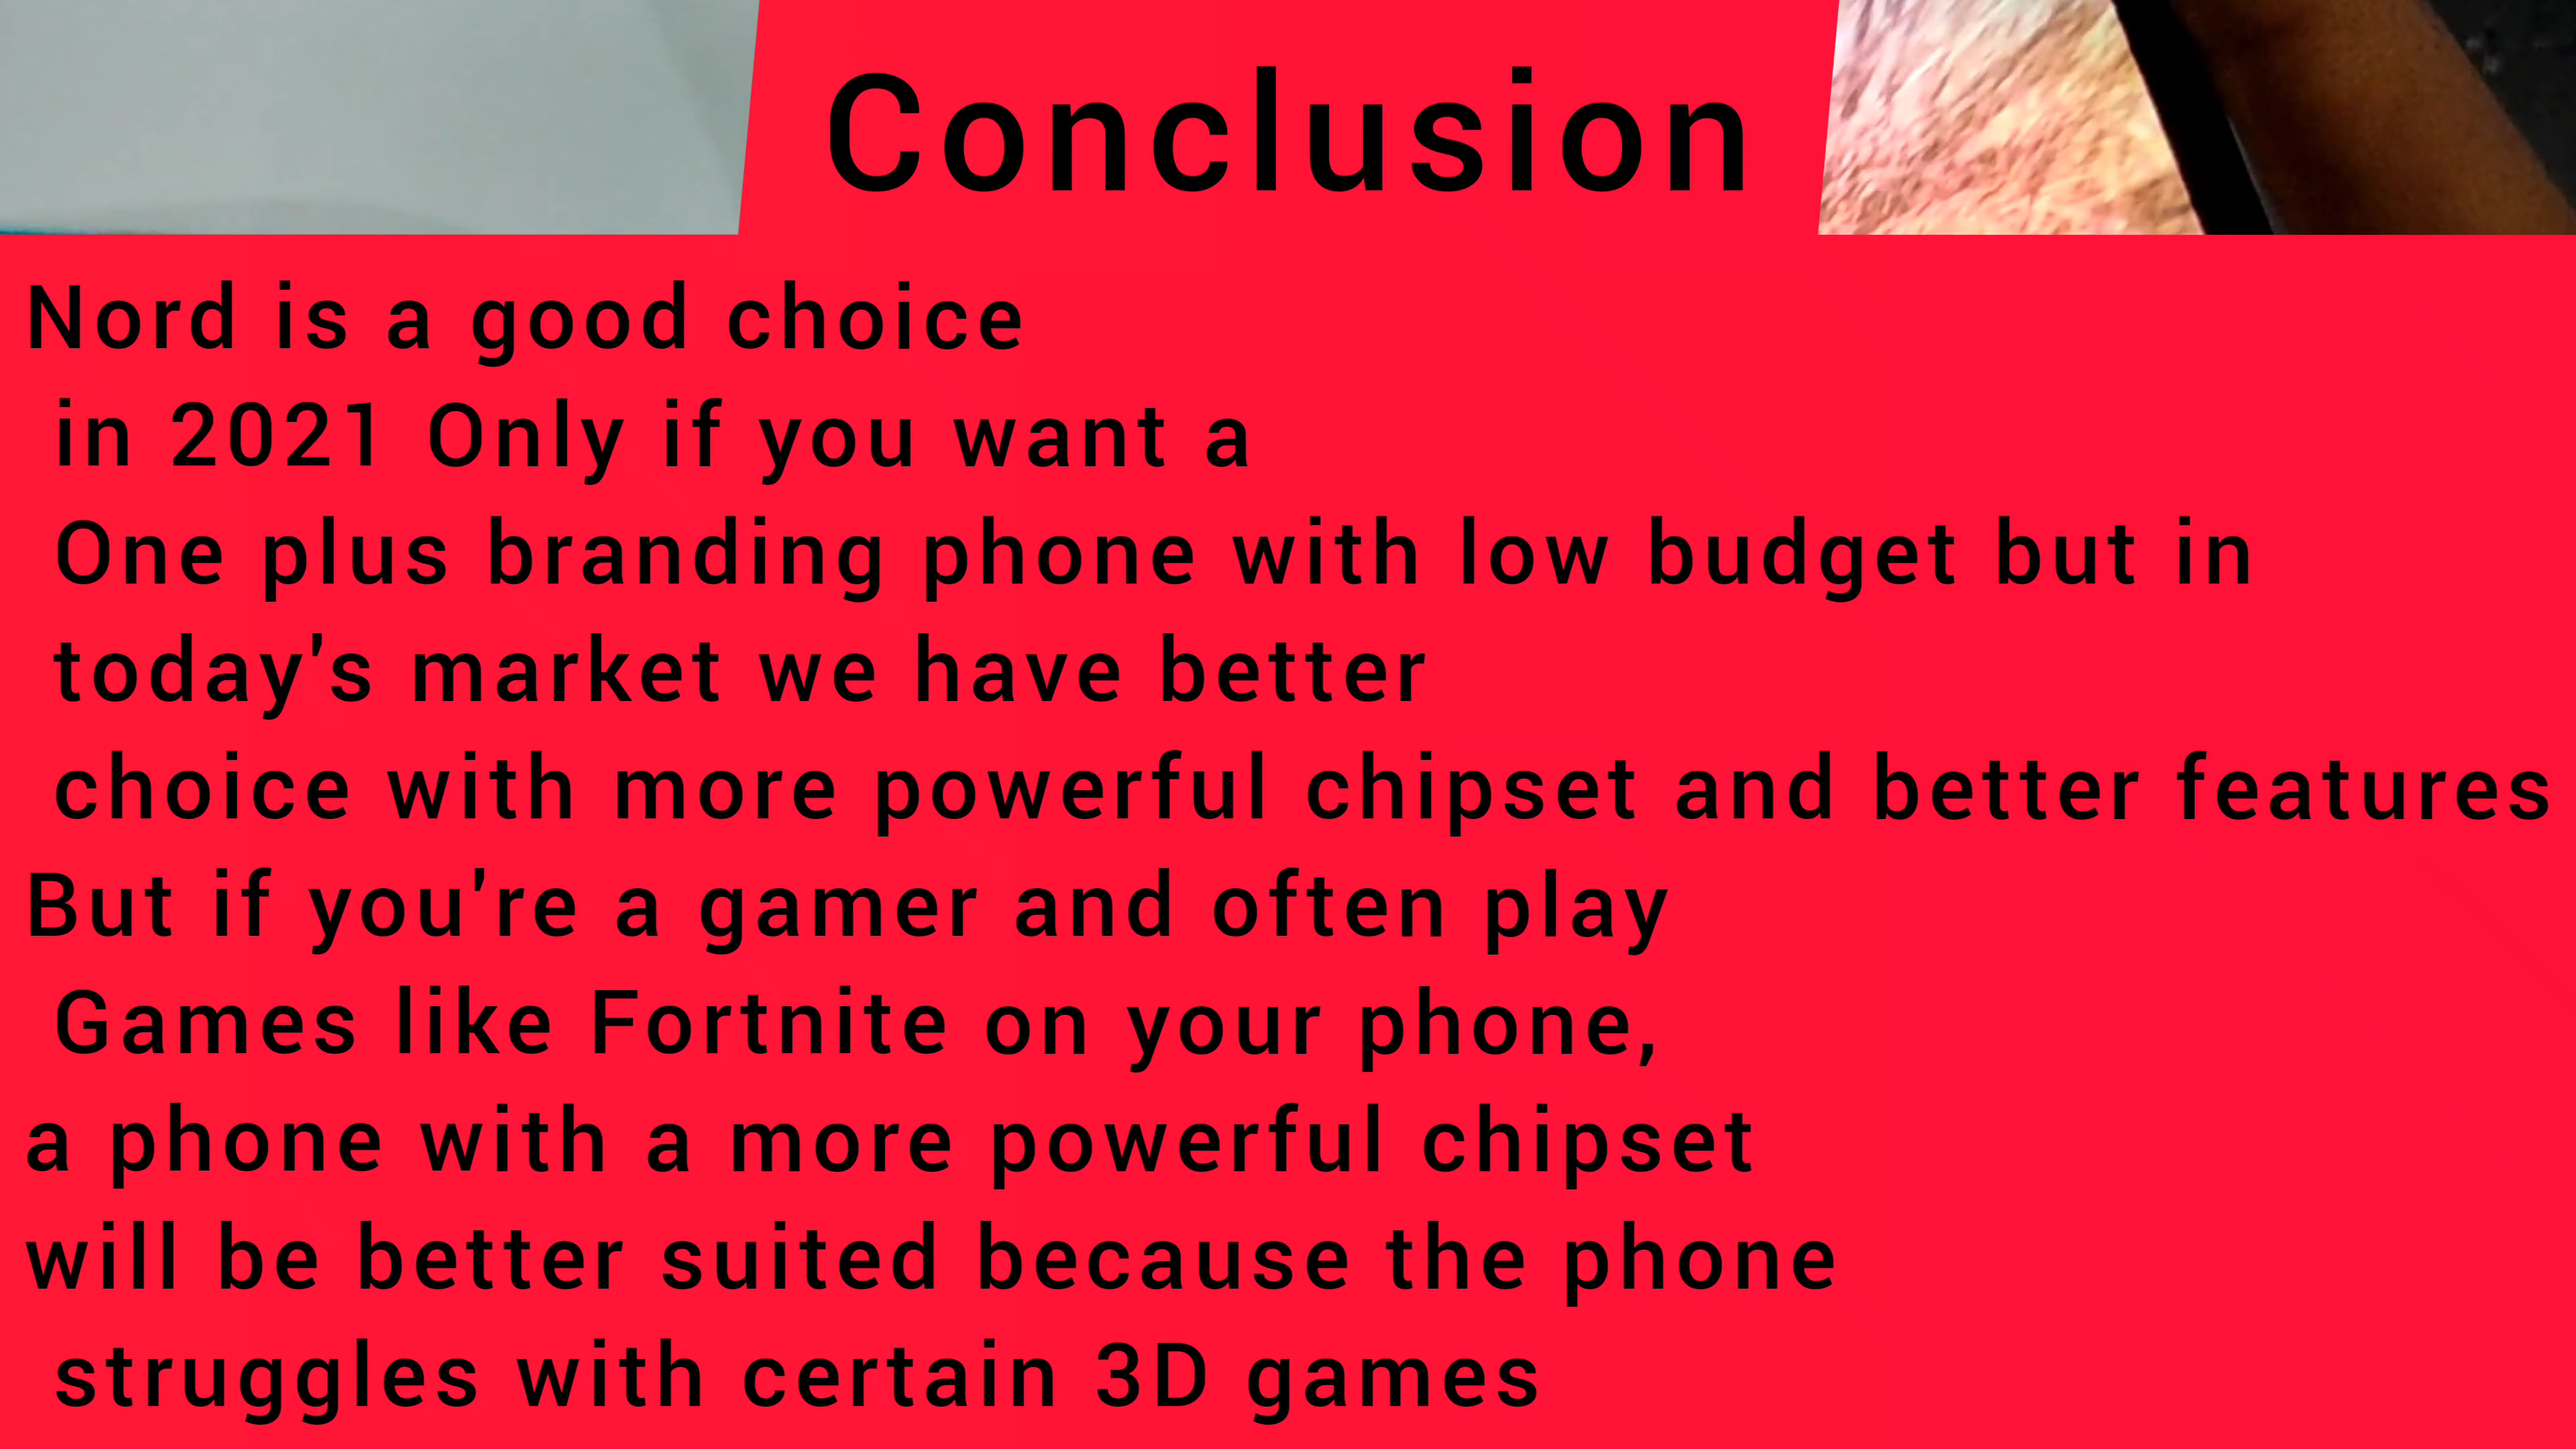 Conclusion
Nord is a good choice
in 2021 Only if you want a
One plus branding phone with low budget but in
today's market we have better
choice with more powerful chipset and better features
But if you're a gamer and often play
Games like Fortnite on your phone,
a phone with a more powerful chipset
will be better suited because the phone
struggles with certain 3D games